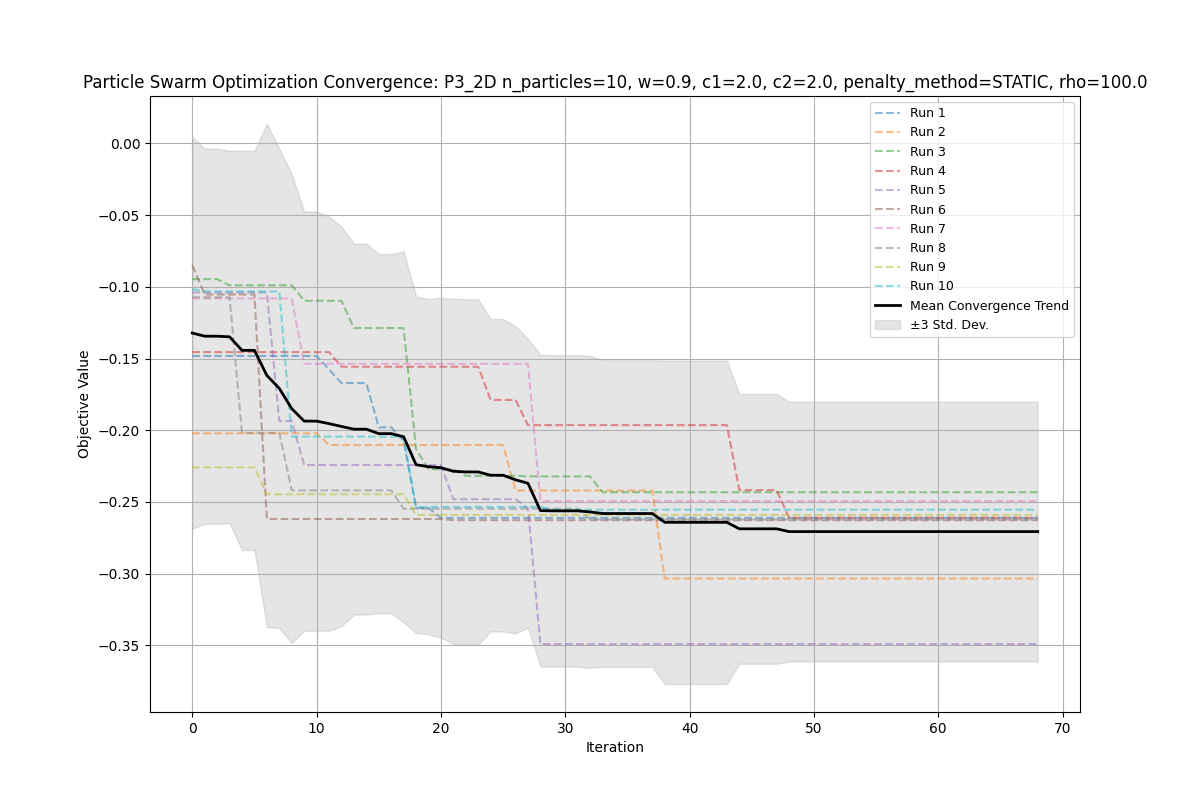 Particle Swarm Optimization Convergence: P3_2D n_particles=10, w=0.9, c1=2.0, c2=2.0, penalty_method=STATIC, rho=100.0
Run 1
Run 2
Run 3
Run 4
Run 5
Run 6
Run 7
Run 8
Run 9
Run 10
Mean Convergence Trend
±3 Std. Dev.
Objective Value
0.00
−0.05
−0.10
−0.15
−0.20
−0.25
−0.30
−0.35
0 10 20 30 40 50 60 70
Iteration